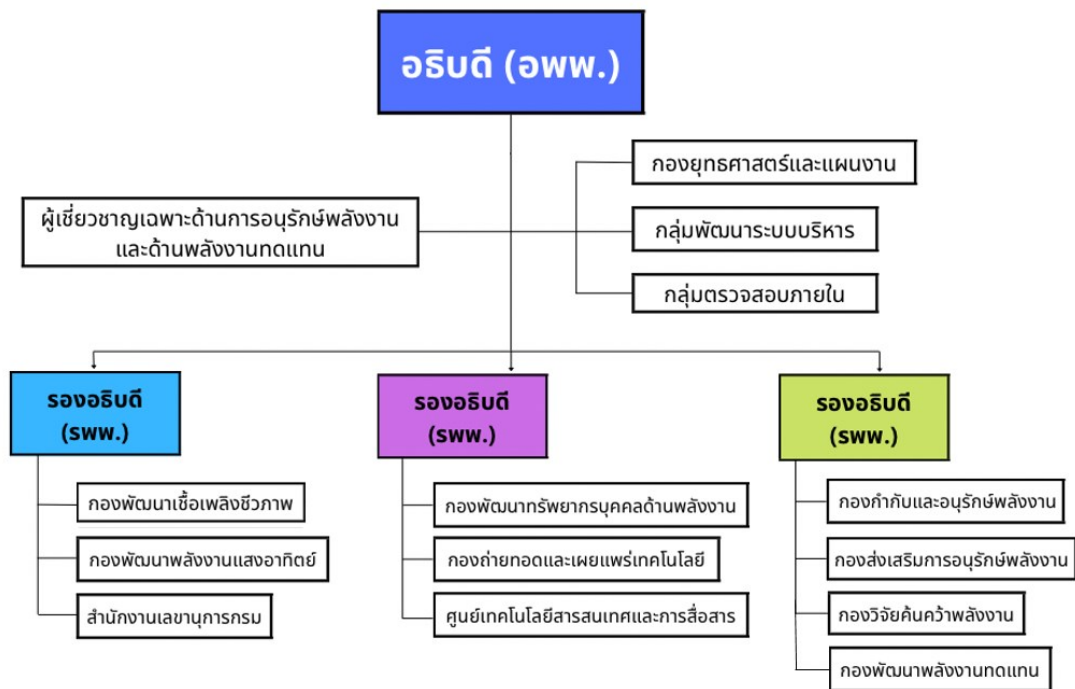 อธิบดี (อพพ.)
กองยุทธศาสตร์และแผนงาน
ผู้เชี่ยวชาญเฉพาะด้านการอนุรักษ์พลังงาน
และด้านพลังงานทดแทน
กลุ่มพัฒนาระบบบริหาร
กลุ่มตรวจสอบภายใน
รองอธิบดี
(รพพ.)
กองพัฒนาเชื้อเพลิงชีวภาพ
กองพัฒนาพลังงานแสงอาทิตย์
สำนักงานเลขานุการกรม
รองอธิบดี
(รพพ.)
กองพัฒนาทรัพยากรบุคคลด้านพลังงาน
กองถ่ายทอดและเผยแพร่เทคโนโลยี
ศูนย์เทคโนโลยีสารสนเทศและการสื่อสาร
รองอธิบดี
(รพพ.)
กองกำกับและอนุรักษ์พลังงาน
กองส่งเสริมการอนุรักษ์พลังงาน
กองวิจัยค้นคว้าพลังงาน
กองพัฒนาพลังงานทดแทน